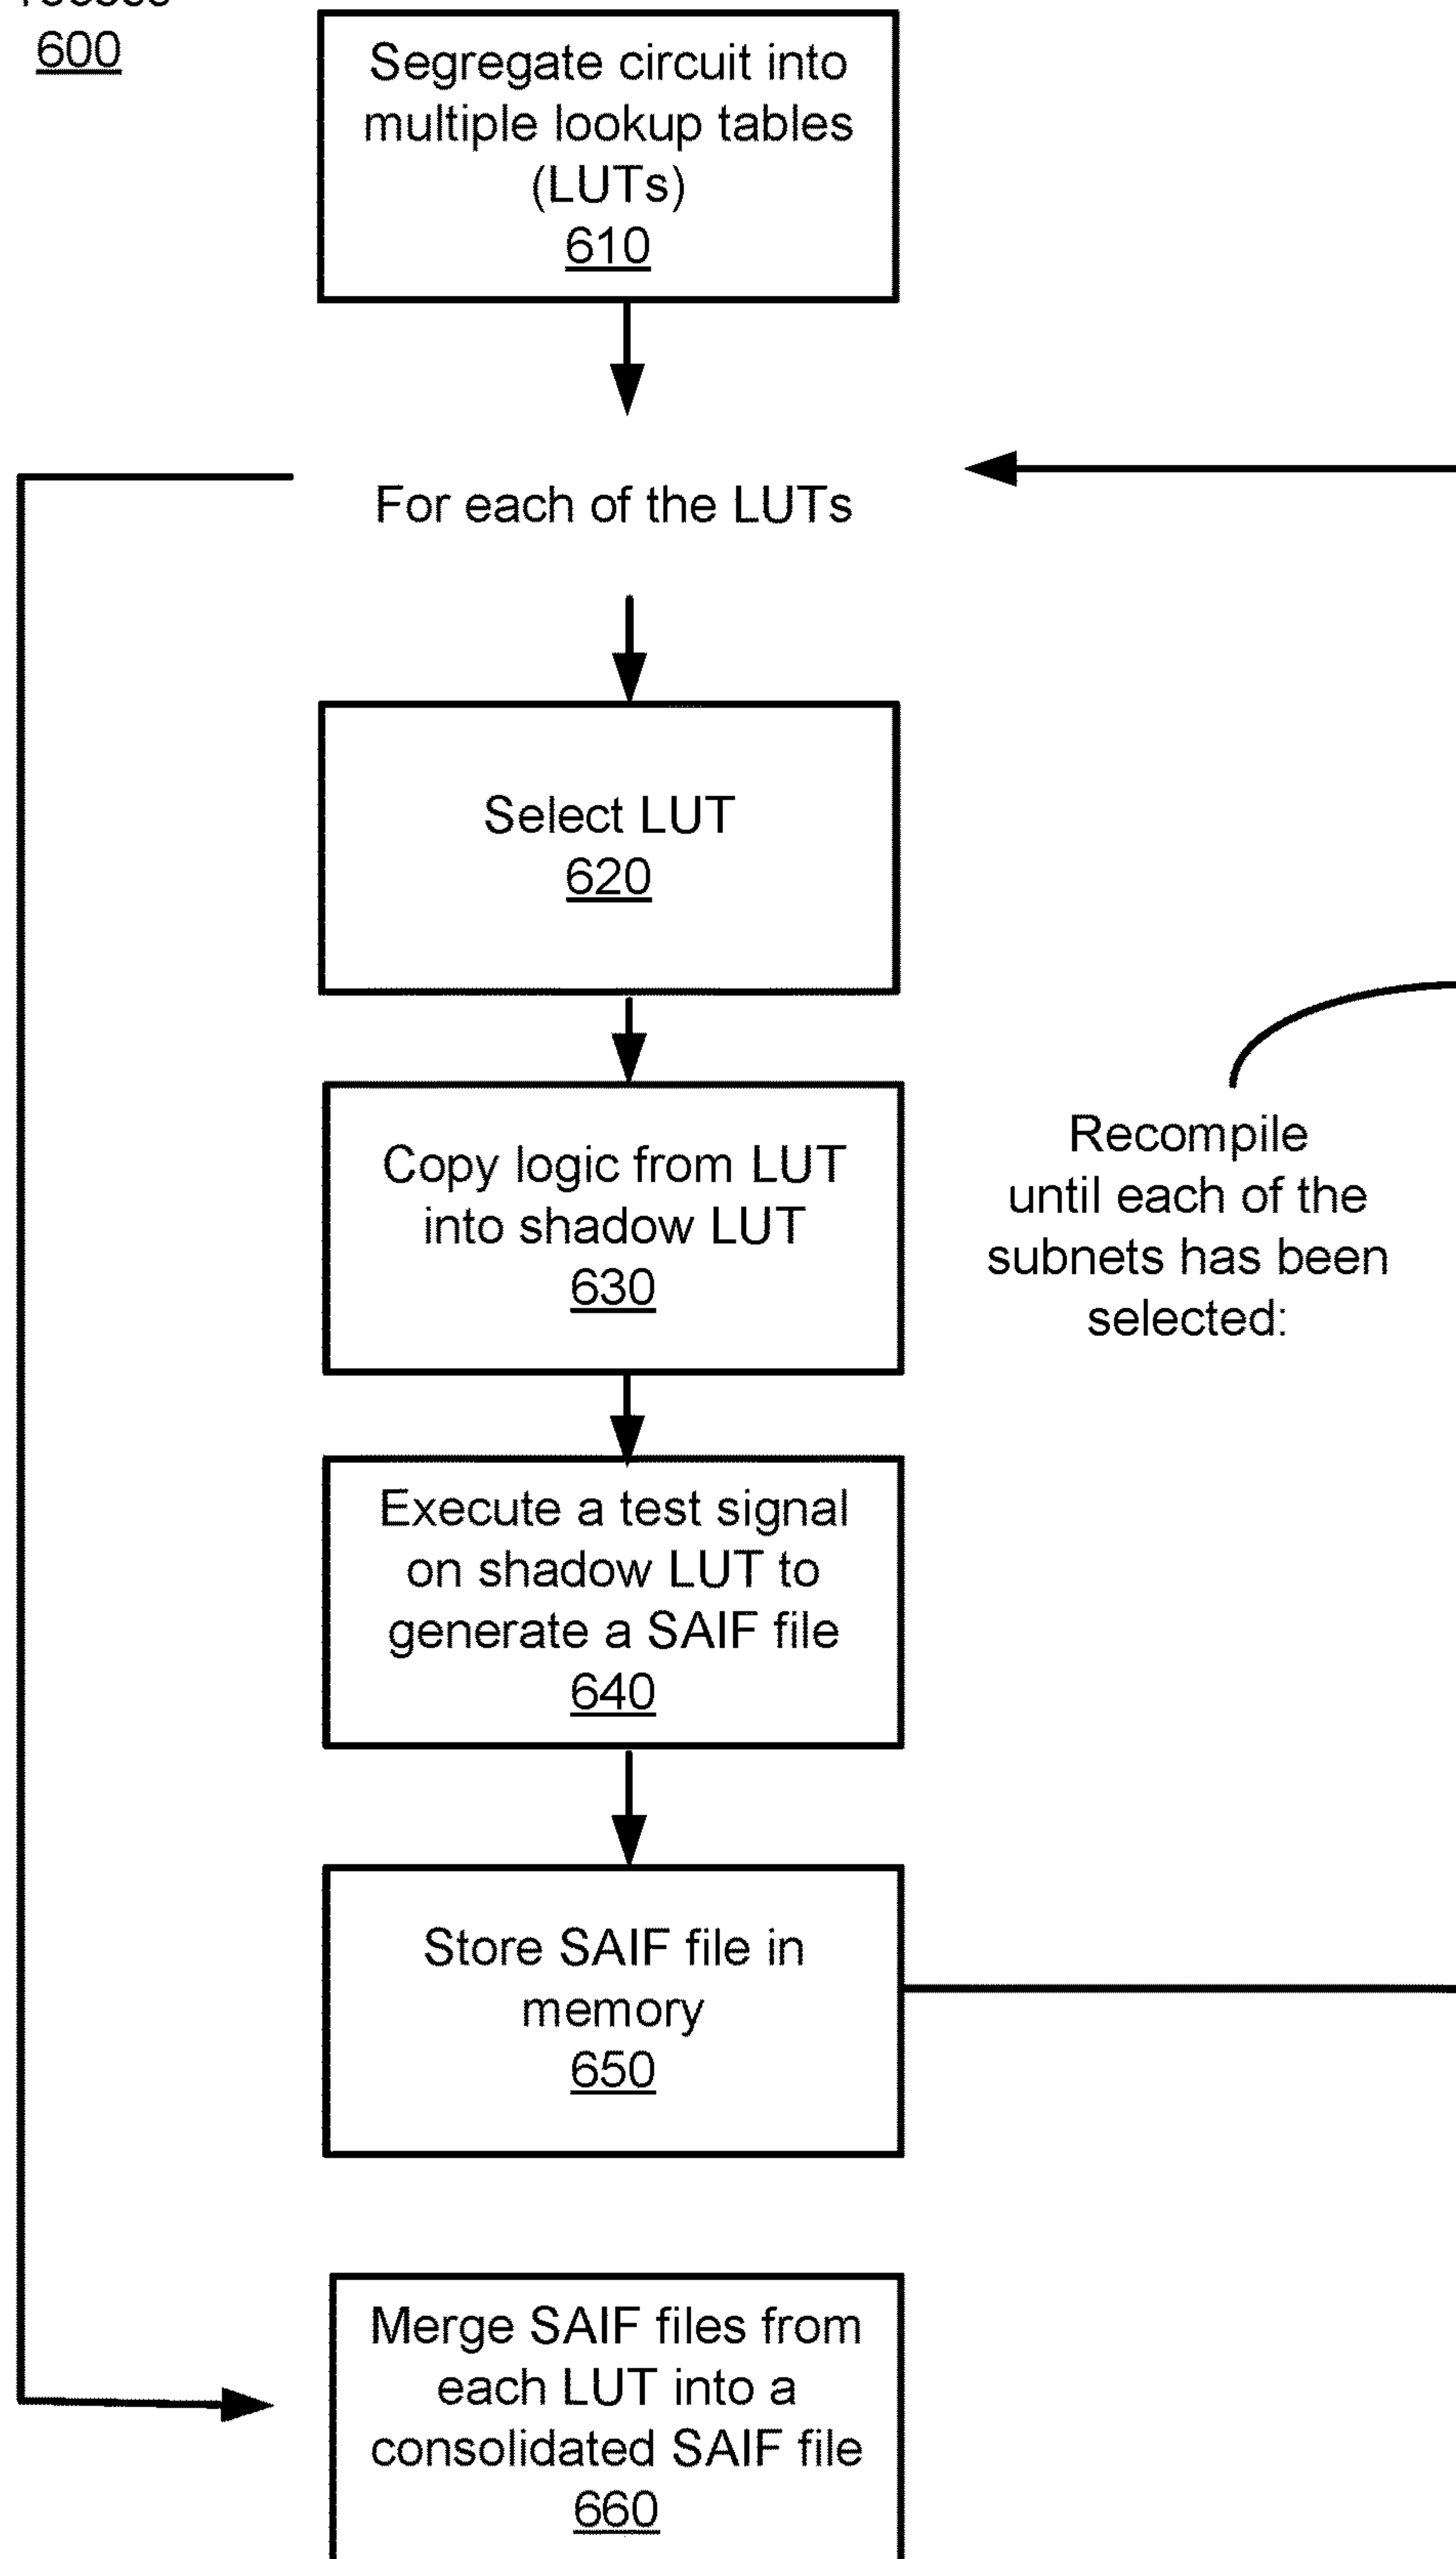 600
Segregate circuit into
multiple lookup tables
(LUTs)
610
For each of the LUTs
Select LUT
620
Copy logic from LUT
into shadow LUT
630
Recompile
until each of the
subnets has been
selected:
Execute a test signal
on shadow LUT to
generate a SAIF file
640
Store SAIF file in
memory
650
Merge SAIF files from
each LUT into a
consolidated SAIF file
660